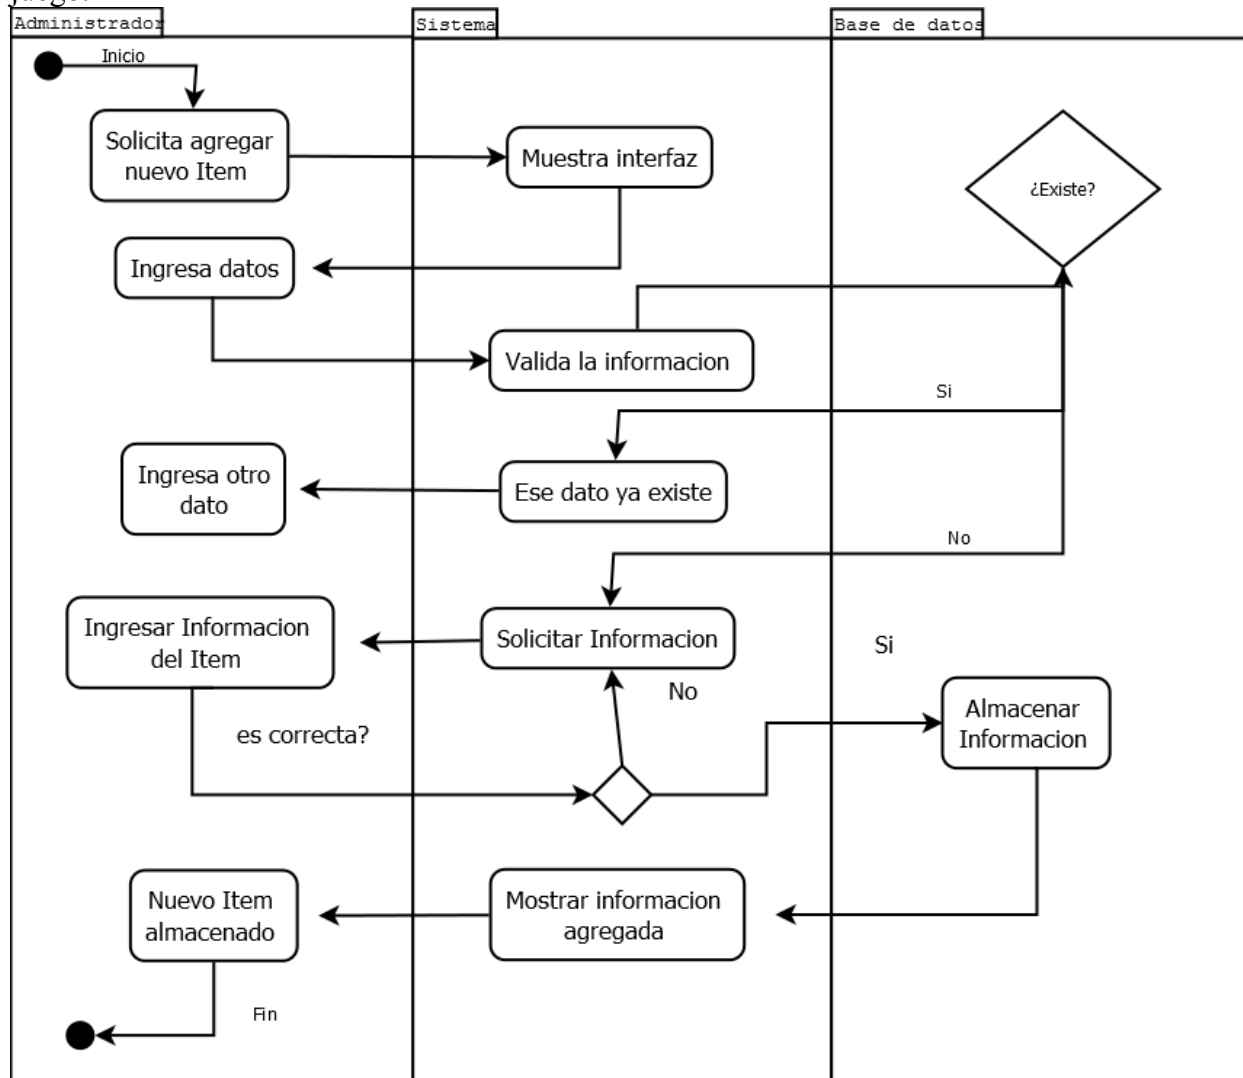 juego.
Administrador
Sistema
Base de datos
Inicio
Solicita agregar
nuevo Item
Muestra interfaz
¿Existe?
Ingresa datos
Valida la informacion
Si
Ingresa otro
dato
Ese dato ya existe
No
Ingresar Informacion
del Item
Solicitar Informacion
Si
No
Almacenar
Informacion
es correcta?
Nuevo Item
almacenado
Mostrar informacion
agregada
Fin